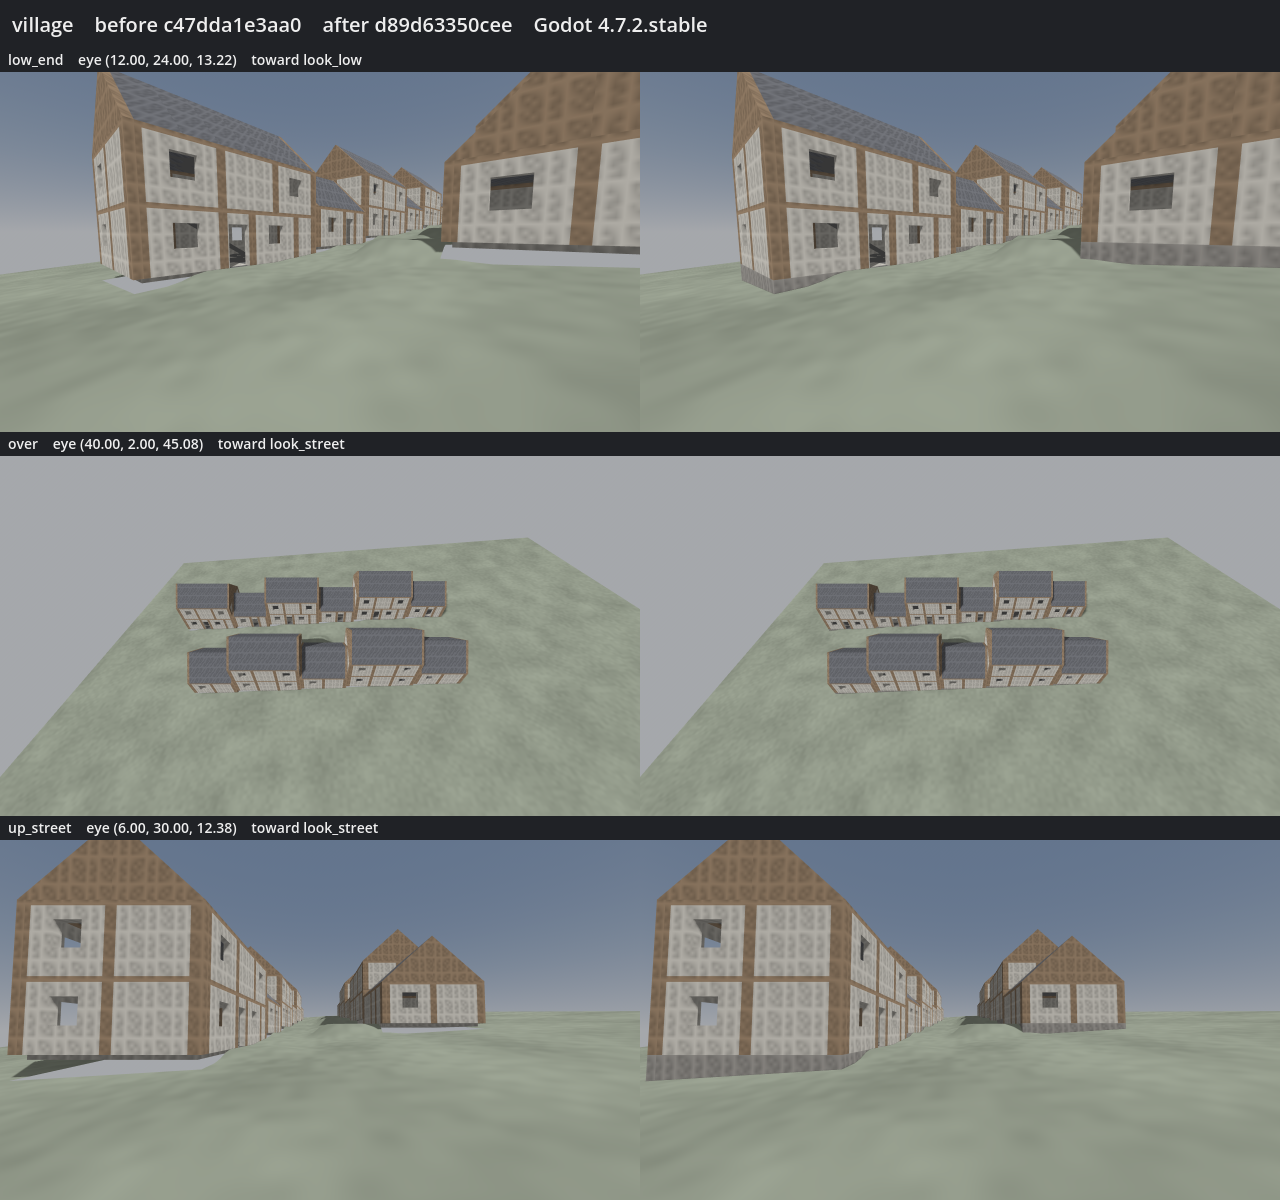 village before c47dda1e3aa0 after d89d63350cee Godot 4.7.2.stable
low_end eye (12.00, 24.00, 13.22) toward look_low
over eye (40.00, 2.00, 45.08) toward look_street
up_street eye (6.00, 30.00, 12.38) toward look_street